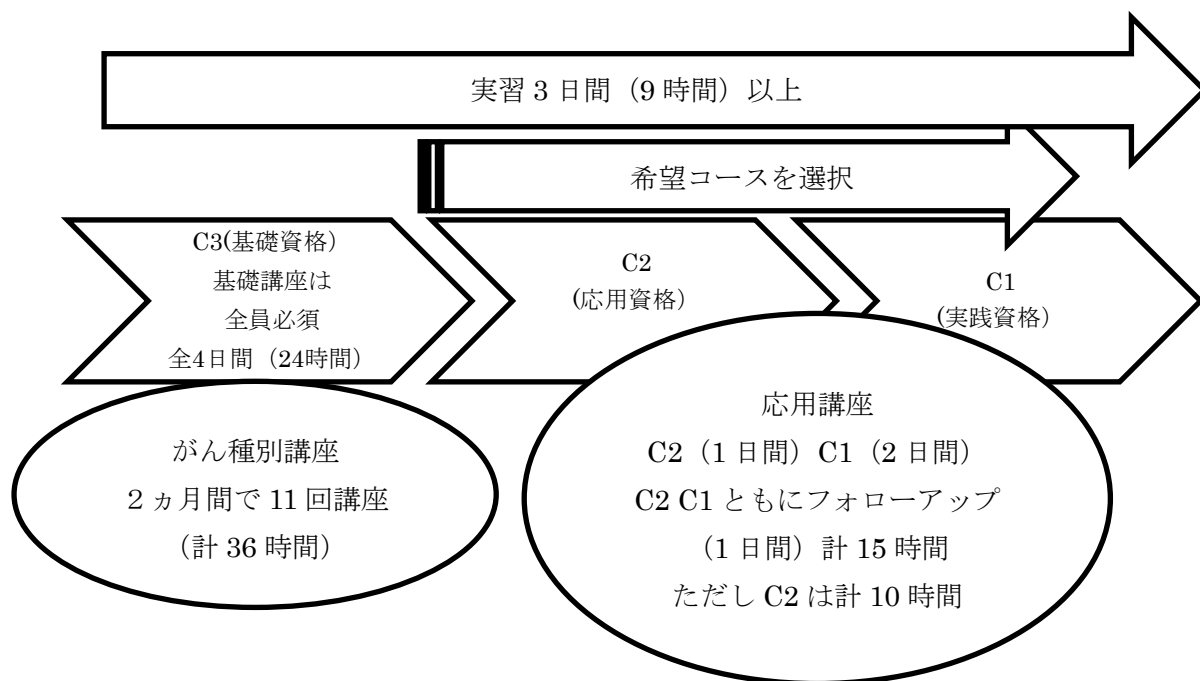 実習 3 日間（9 時間）以上
希望コースを選択
C3(基礎資格）
基礎講座は
全員必須
全4日間（24時間）
C2
(応用資格）
C1
(実践資格）
がん種別講座
２ヵ月間で 11 回講座
（計 36 時間）
応用講座
C2（1 日間）C1（2 日間）
C2 C1 ともにフォローアップ
（1 日間）計 15 時間
ただし C2 は計 10 時間